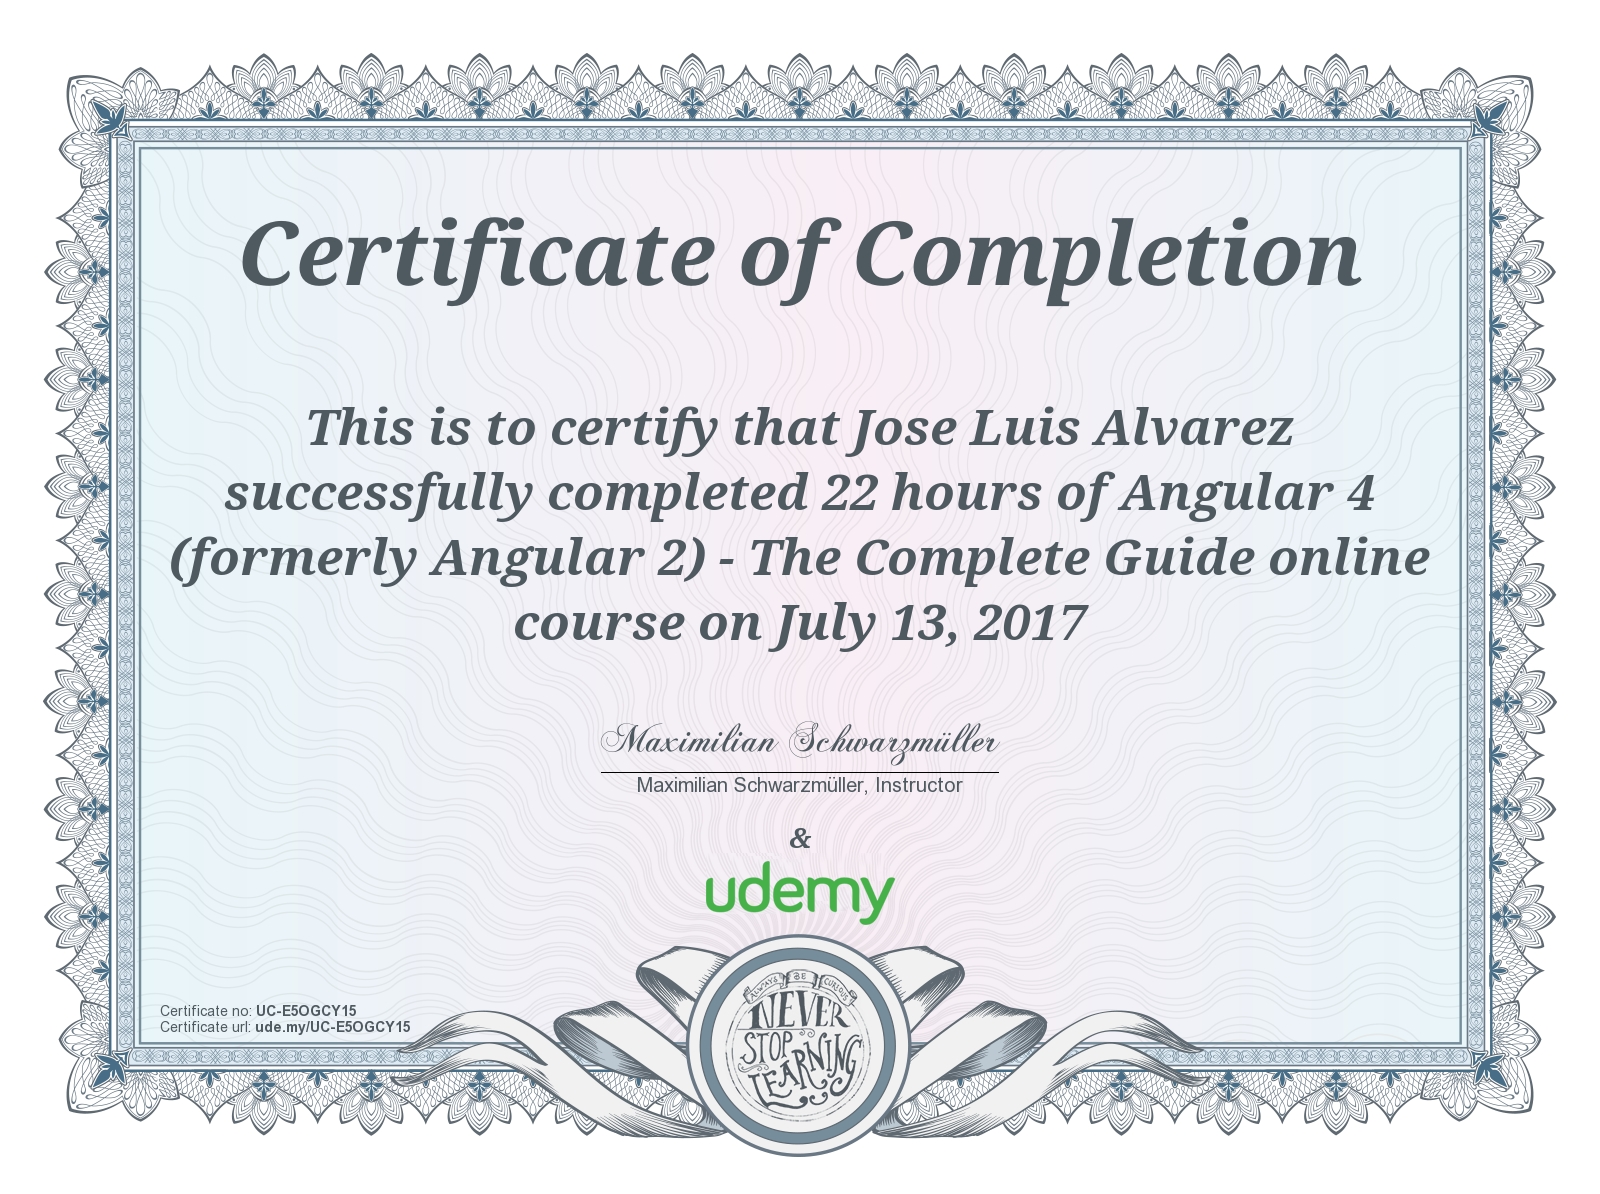 Certificate of Completion
This is to certify that Jose Luis Alvarez
successfully completed 22 hours of Angular 4
(formerly Angular 2) - The Complete Guide online
course on July 13, 2017
Maximilian Schwarzmüller
Maximilian Schwarzmüller, Instructor
&
udemy
Certificate no: UC-E5OGCY15
Certificate url: ude.my/UC-E5OGCY15
ALWAYS BE CURIOUS
NEVER
STOP
LEARNING